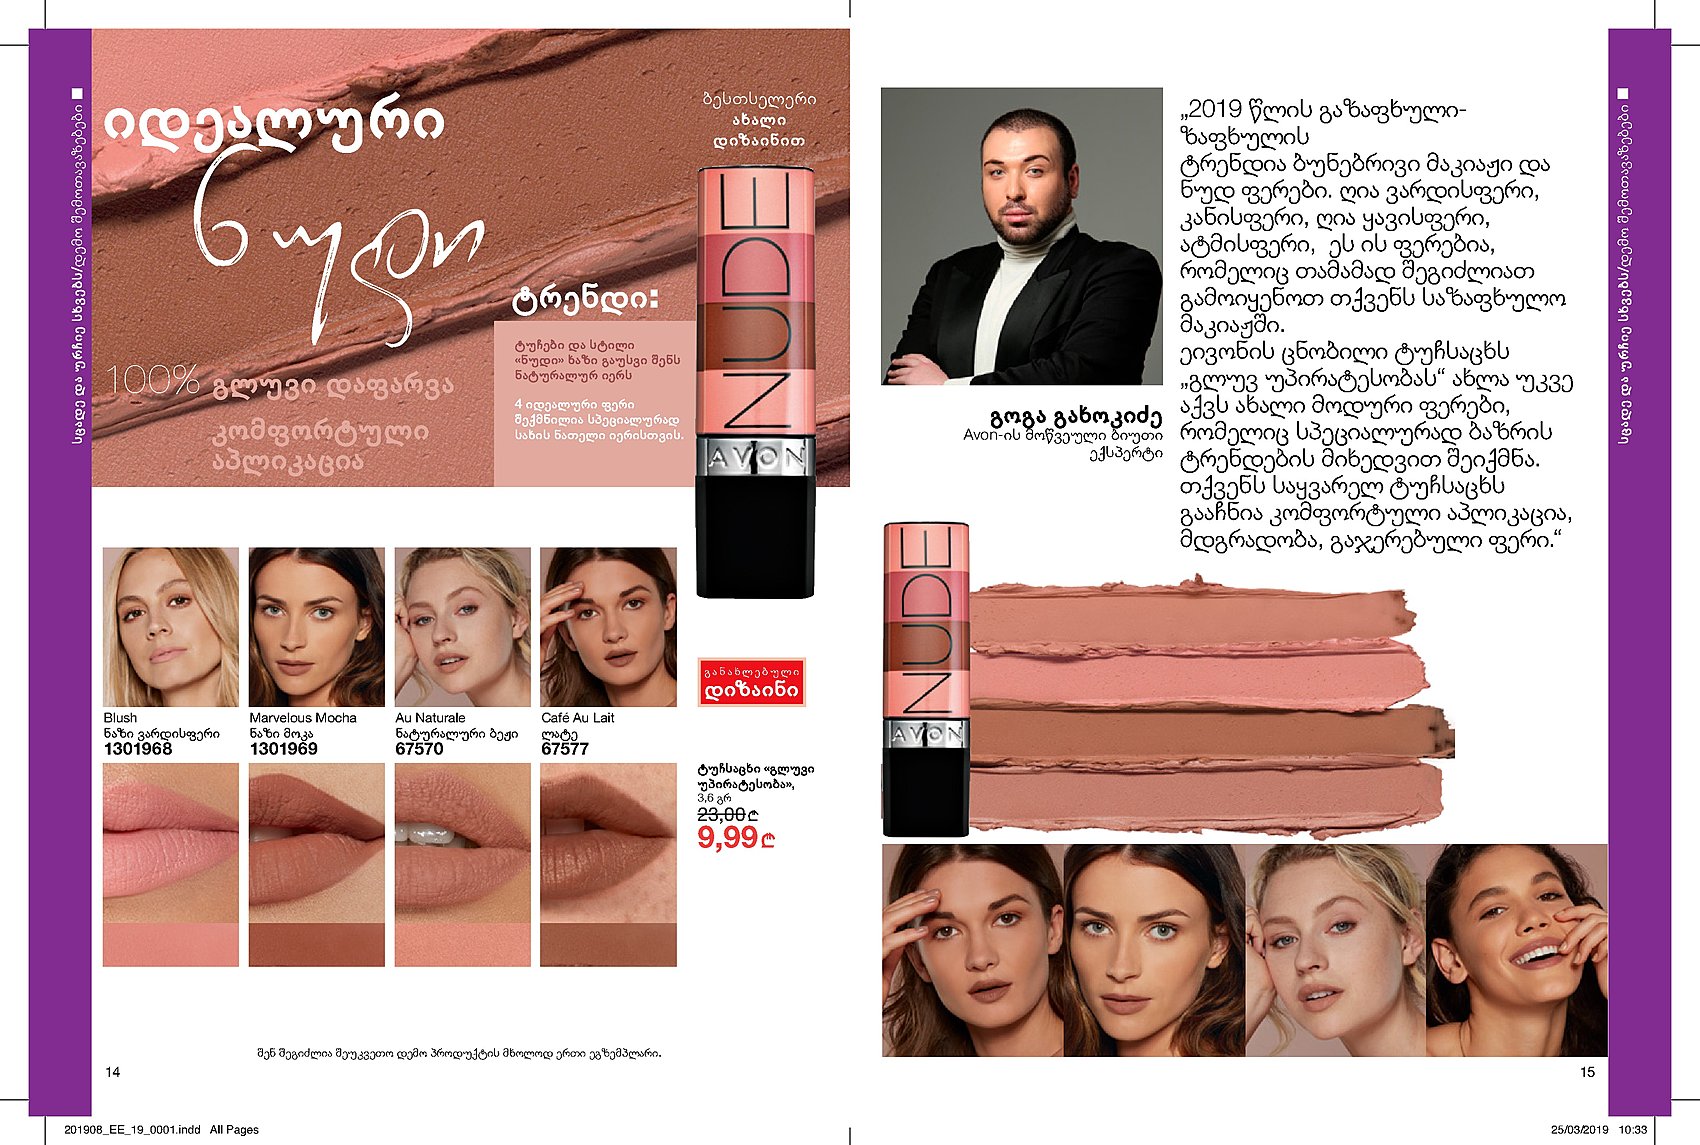 სცადე და ურჩიე სხვებს/დემო შემოთავაზებები
იდეალური
ნუდი
ბესთსელერი
ახალი
დიზაინით
NUDE
AVON
100% გლუვი დაფარვა
კომფორტული
აპლიკაცია
ტრენდი:
ტუჩები და სტილი
«ნუდი» ხაზი გაუსვი შენს
ნატურალურ იერს
4 იდეალური ფერი
შექმნილია სპეციალურად
სახის ნათელი იერისთვის.
Blush
ნაზი ვარდისფერი
1301968
Marvelous Mocha
ნაზი მოკა
1301969
Au Naturale
ნატურალური ბეჟი
67570
Café Au Lait
ლატე
67577
განახლებული
დიზაინი
ტუჩსაცხი «გლუვი
უპირატესობა»,
3,6 გრ
23,00₾
9,99₾
შენ შეგიძლია შეუკვეთო დემო პროდუქტის მხოლოდ ერთი ეგზემპლარი.
14
გოგა გახოკიძე
Avon-ის მოწვეული ბიუთი
ექსპერტი
„2019 წლის გაზაფხული-
ზაფხულის
ტრენდია ბუნებრივი მაკიაჟი და
ნუდ ფერები. ღია ვარდისფერი,
კანისფერი, ღია ყავისფერი,
ატმისფერი, ეს ის ფერებია,
რომელიც თამამად შეგიძლიათ
გამოიყენოთ თქვენს საზაფხულო
მაკიაჟში.
ეივონის ცნობილი ტუჩსაცხს
„გლუვ უპირატესობას“ ახლა უკვე
აქვს ახალი მოდური ფერები,
რომელიც სპეციალურად ბაზრის
ტრენდების მიხედვით შეიქმნა.
თქვენს საყვარელ ტუჩსაცხს
გააჩნია კომფორტული აპლიკაცია,
მდგრადობა, გაჯერებული ფერი.“
NUDE
AVON
სცადე და ურჩიე სხვებს/დემო შემოთავაზებები
15
201908_EE_19_0001.indd All Pages
25/03/2019 10:33